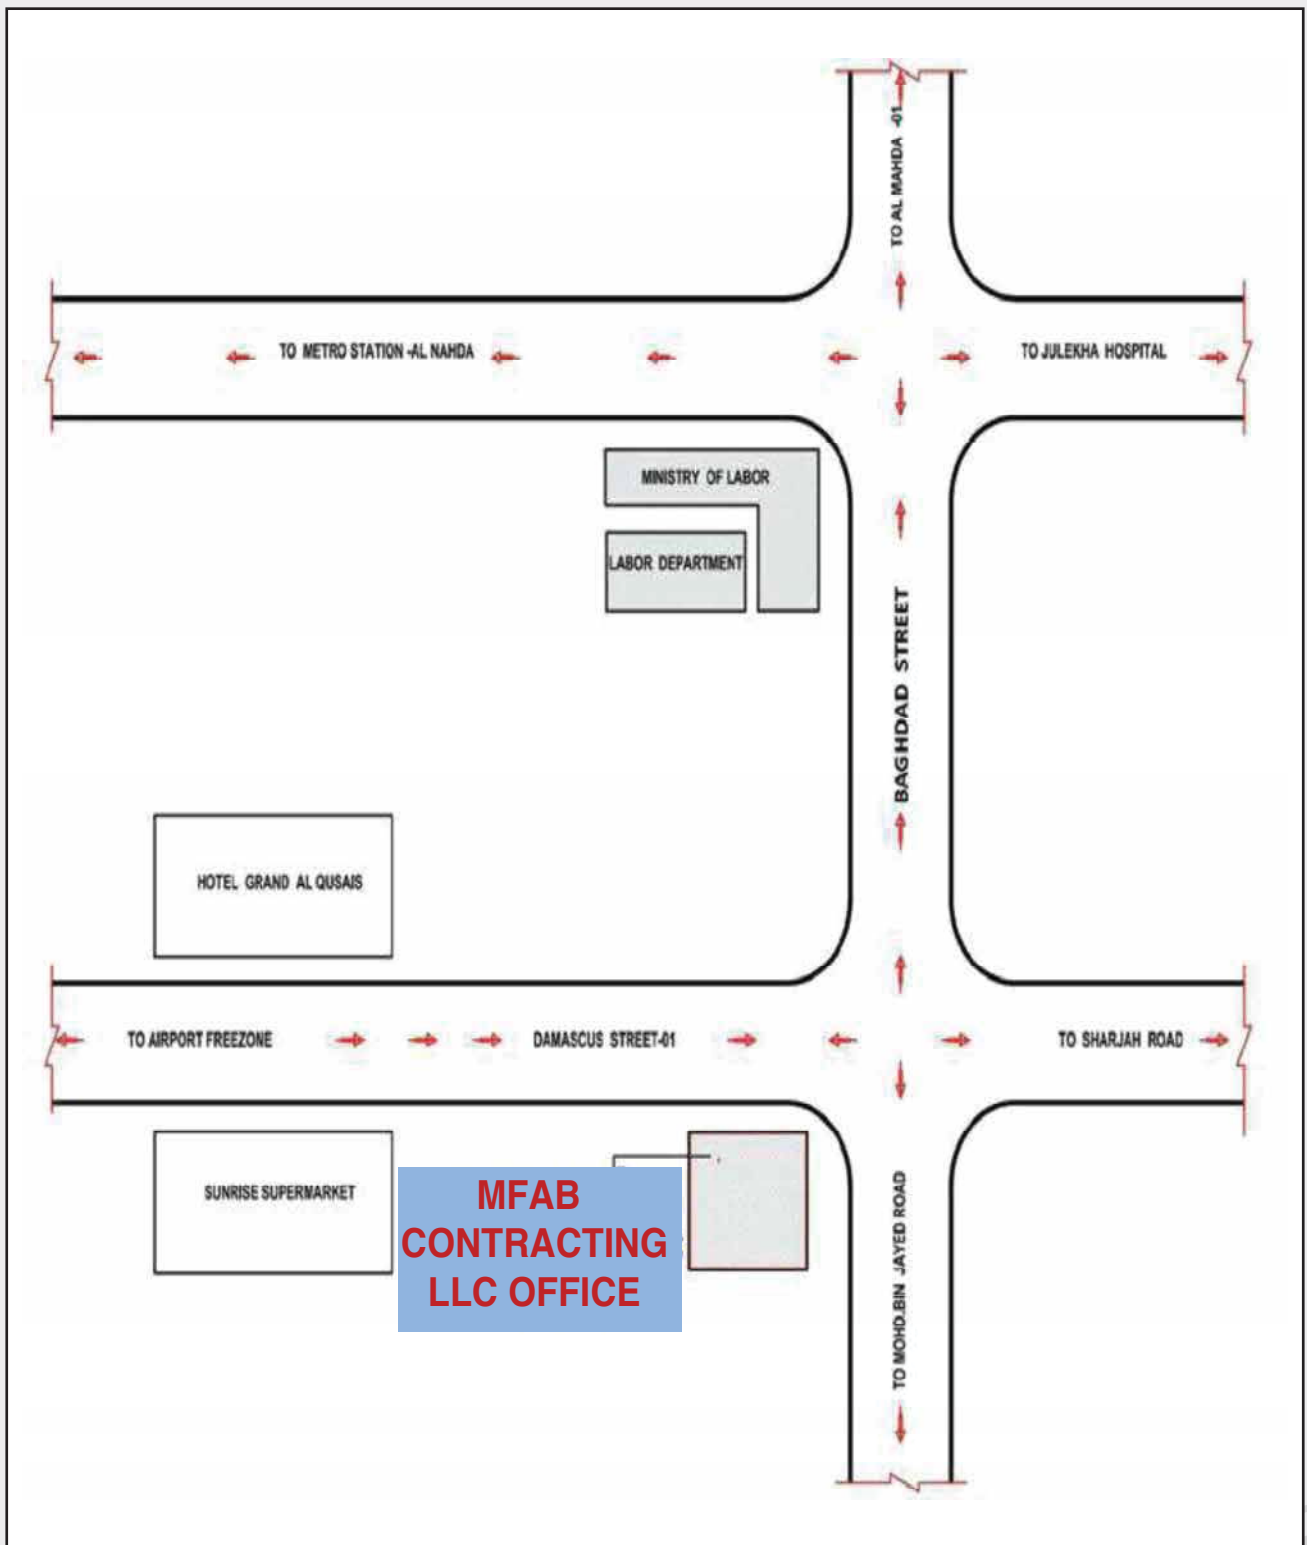 TO AL MAHDA -01
TO METRO STATION -AL NAHDA
TO JULEKHA HOSPITAL
MINISTRY OF LABOR
LABOR DEPARTMENT
BAGHDAD STREET
HOTEL GRAND AL QUSAIS
TO AIRPORT FREEZONE
DAMASCUS STREET-01
TO SHARJAH ROAD
SUNRISE SUPERMARKET
MFAB
CONTRACTING
LLC OFFICE
TO MOHD.BIN JAYED ROAD